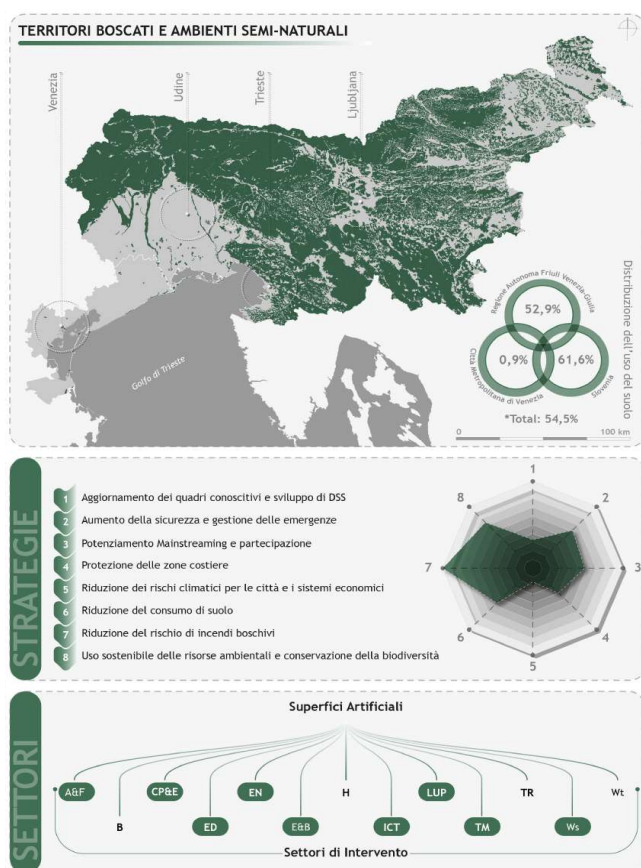 TERRITORI BOSCATI E AMBIENTI SEMI-NATURALI
Venezia
Udine
Trieste
Ljubljana
Golfo di Trieste
Distribuzione dell'uso del suolo
Regione Autonoma Friuli Venezia-Giulia
52,9%
0,9%
61,6%
Città Metropolitana di Venezia
Slovenia
*Total: 54,5%
0
100 km
STRATEGIE
1 Aggiornamento dei quadri conoscitivi e sviluppo di DSS
2 Aumento della sicurezza e gestione delle emergenze
3 Potenziamento Mainstreaming e partecipazione
4 Protezione delle zone costiere
5 Riduzione dei rischi climatici per le città e i sistemi economici
6 Riduzione del consumo di suolo
7 Riduzione del rischio di incendi boschivi
8 Uso sostenibile delle risorse ambientali e conservazione della biodiversità
1
2
3
4
5
6
7
8
SETTORI
Superfici Artificiali
A&F
CP&E
EN
H
LUP
TR
Wt
B
ED
E&B
ICT
TM
Ws
Settori di Intervento